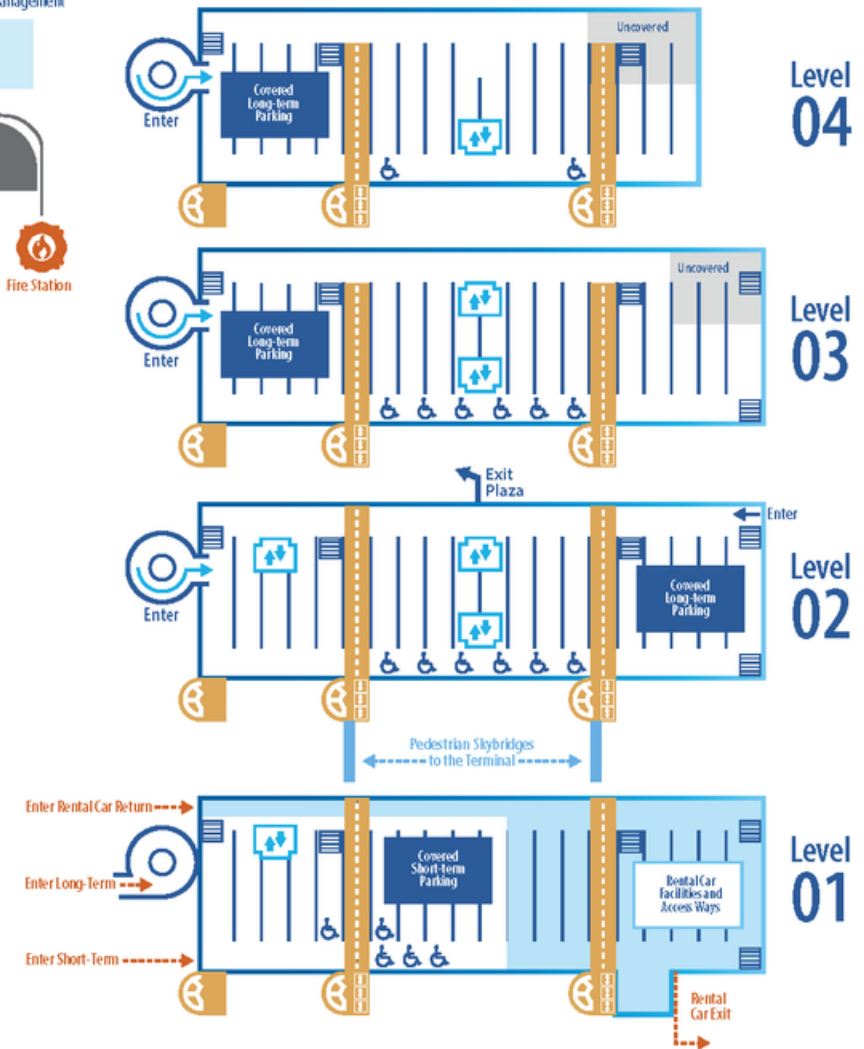 Uncovered
Level
04
Covered
Long-term
Parking
Enter
Fire Station
Uncovered
Level
03
Covered
Long-term
Parking
Enter
Exit
Plaza
Enter
Level
02
Covered
Long-term
Parking
Enter
Pedestrian Skybridges
to the Terminal
Enter Rental Car Return
Level
01
Covered
Short-term
Parking
Rental Car
Facilities and
Access Ways
Enter Long-Term
Enter Short-Term
Rental
Car Exit